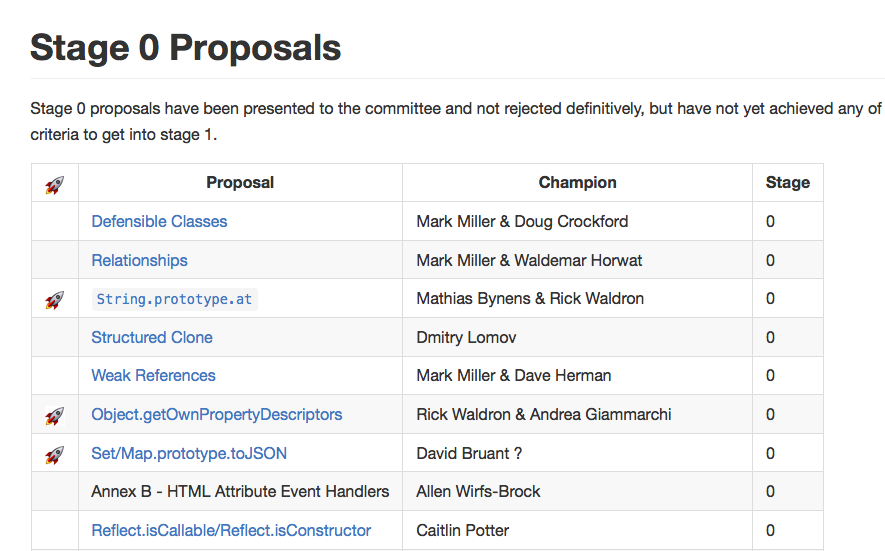 Stage 0 Proposals
Stage 0 proposals have been presented to the committee and not rejected definitively, but have not yet achieved any of
criteria to get into stage 1.
🚀 Proposal Champion Stage
Defensible Classes Mark Miller & Doug Crockford 0
Relationships Mark Miller & Waldemar Horwat 0
🚀 String.prototype.at Mathias Bynens & Rick Waldron 0
Structured Clone Dmitry Lomov 0
Weak References Mark Miller & Dave Herman 0
🚀 Object.getOwnPropertyDescriptors Rick Waldron & Andrea Giammarchi 0
🚀 Set/Map.prototype.toJSON David Bruant ? 0
Annex B - HTML Attribute Event Handlers Allen Wirfs-Brock 0
Reflect.isCallable/Reflect.isConstructor Caitlin Potter 0